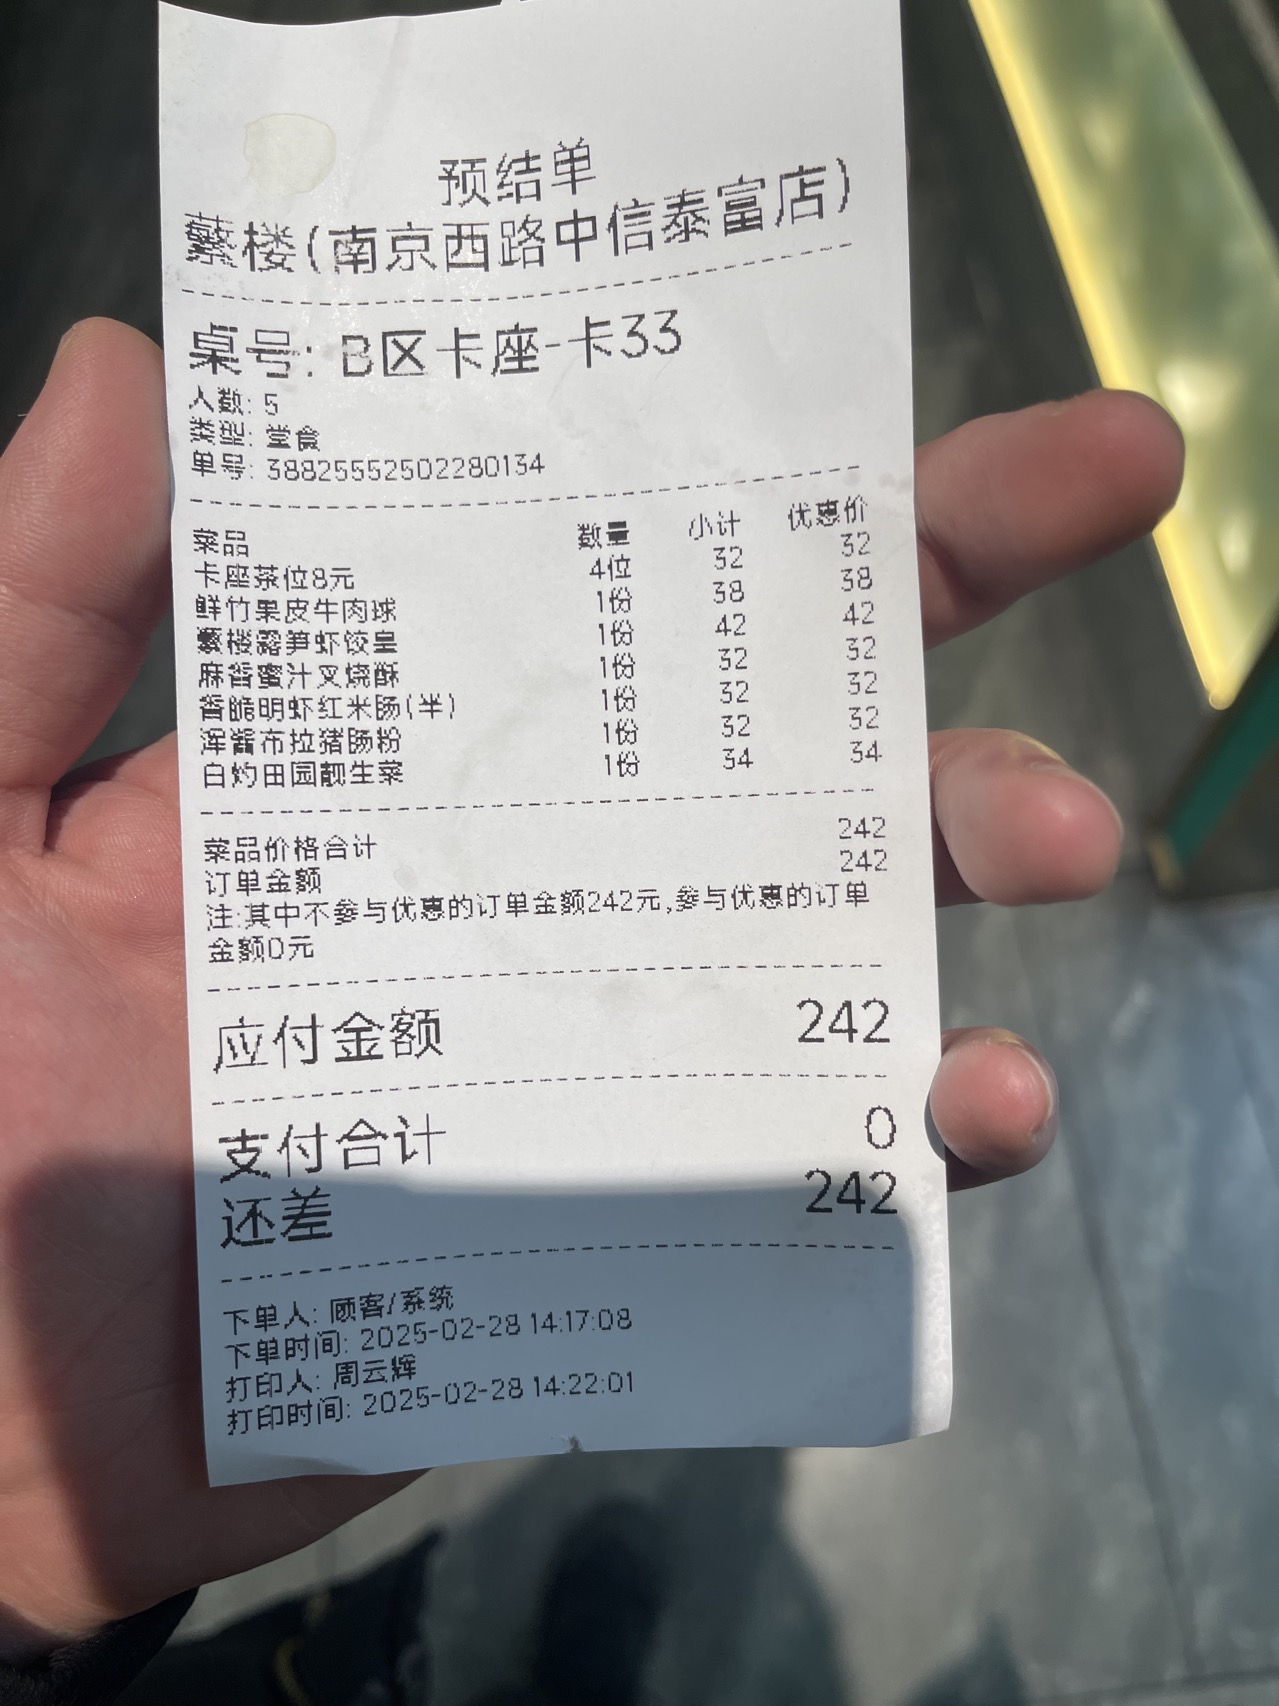 预结单
蘩楼(南京西路中信泰富店)
桌号: B区卡座-卡33
人数: 5
类型: 堂食
单号: 38825552502280134
菜品 数量 小计 优惠价
卡座茶位8元 4位 32 32
鲜竹果皮牛肉球 1份 38 38
蘩楼露笋虾饺皇 1份 42 42
麻香蜜汁叉烧酥 1份 32 32
香脆明虾红米肠(半) 1份 32 32
浑酱布拉猪肠粉 1份 32 32
白灼田园靓生菜 1份 34 34
菜品价格合计 242
订单金额 242
注:其中不参与优惠的订单金额242元,参与优惠的订单
金额0元
应付金额 242
支付合计 0
还差 242
下单人: 顾客/系统
下单时间: 2025-02-28 14:17:08
打印人: 周云辉
打印时间: 2025-02-28 14:22:01